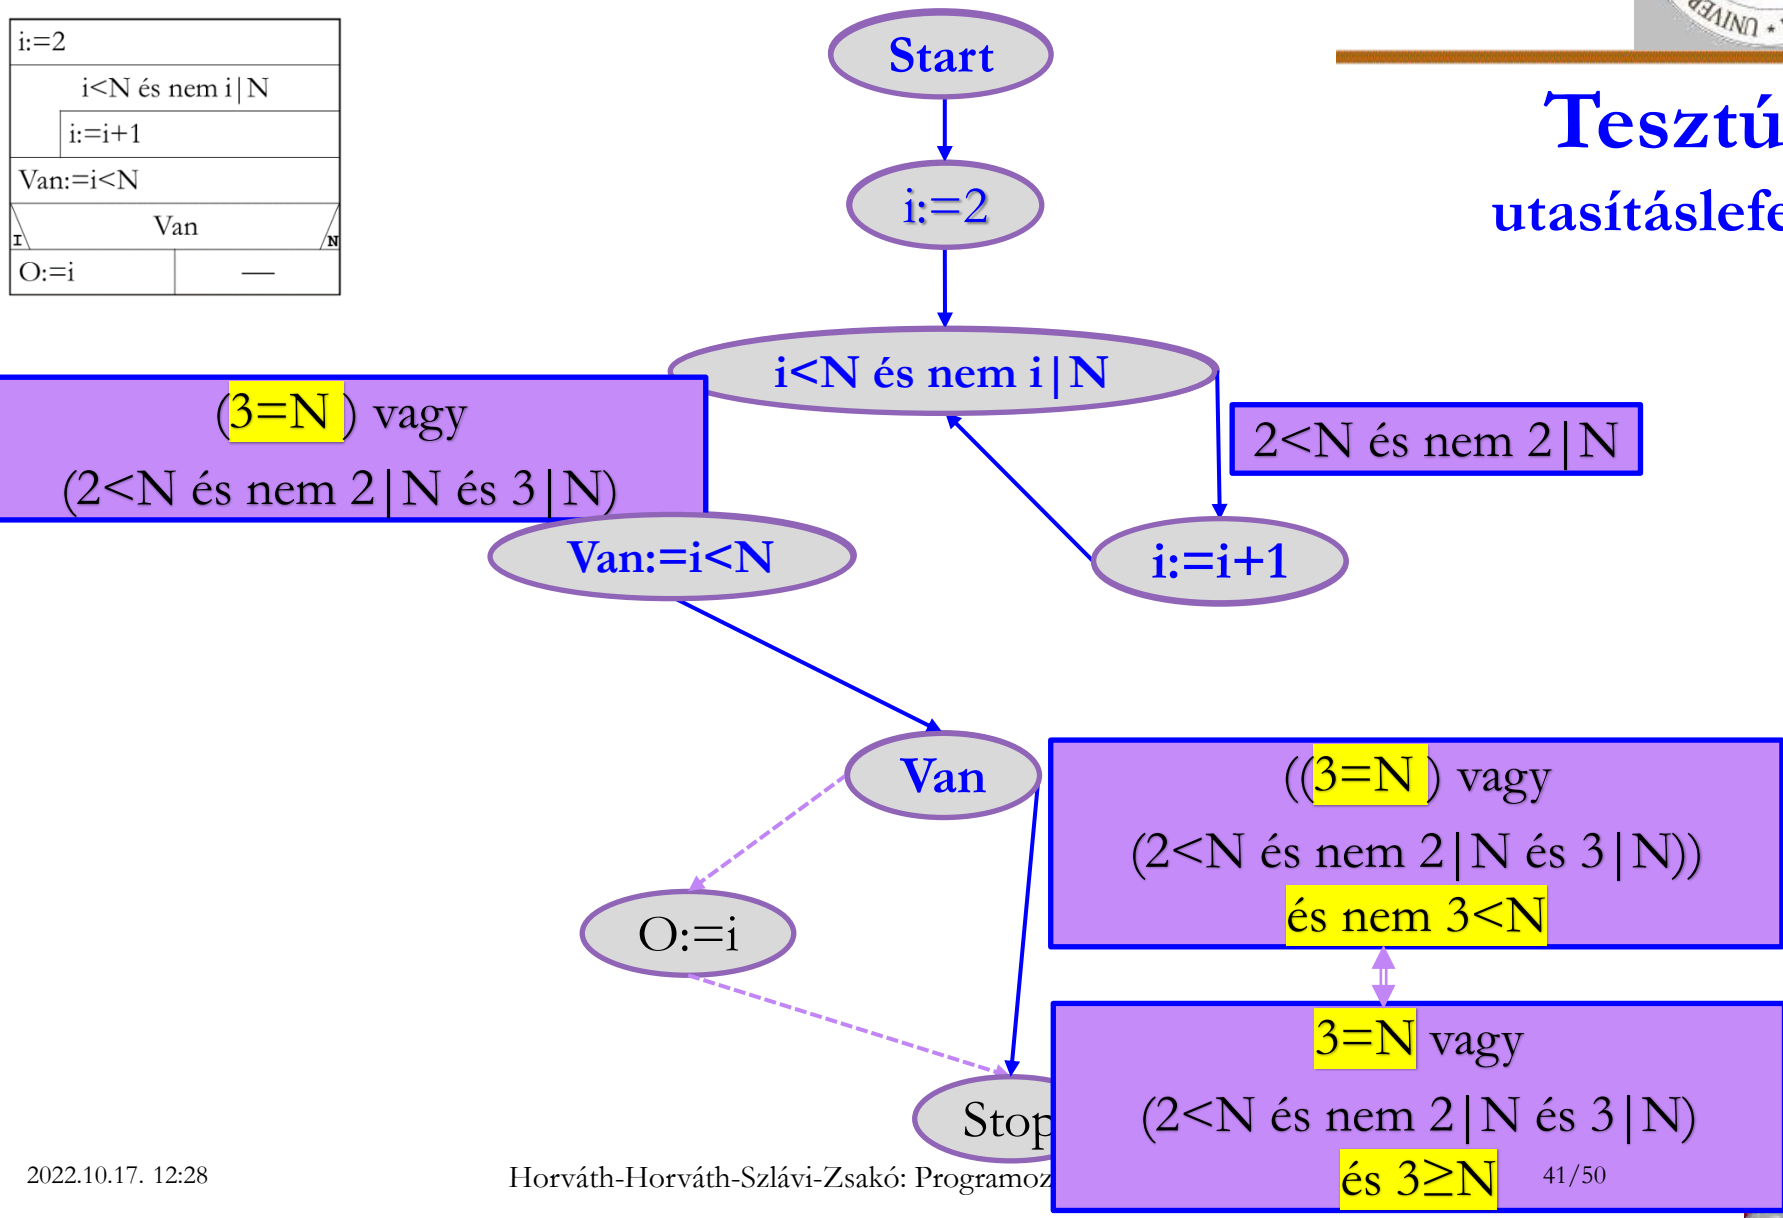 i:=2
i<N és nem i|N
i:=i+1
Van:=i<N
Van
I
N
O:=i
—
Start
i:=2
i<N és nem i|N
(3=N ) vagy
(2<N és nem 2|N és 3|N)
2<N és nem 2|N
Van:=i<N
i:=i+1
Van
((3=N ) vagy
(2<N és nem 2|N és 3|N))
és nem 3<N
O:=i
3=N vagy
(2<N és nem 2|N és 3|N)
és 3≥N
Stop
2022.10.17. 12:28
Horváth-Horváth-Szlávi-Zsakó: Programoz
41/50
Tesztú
utasításlefe
UNIVER